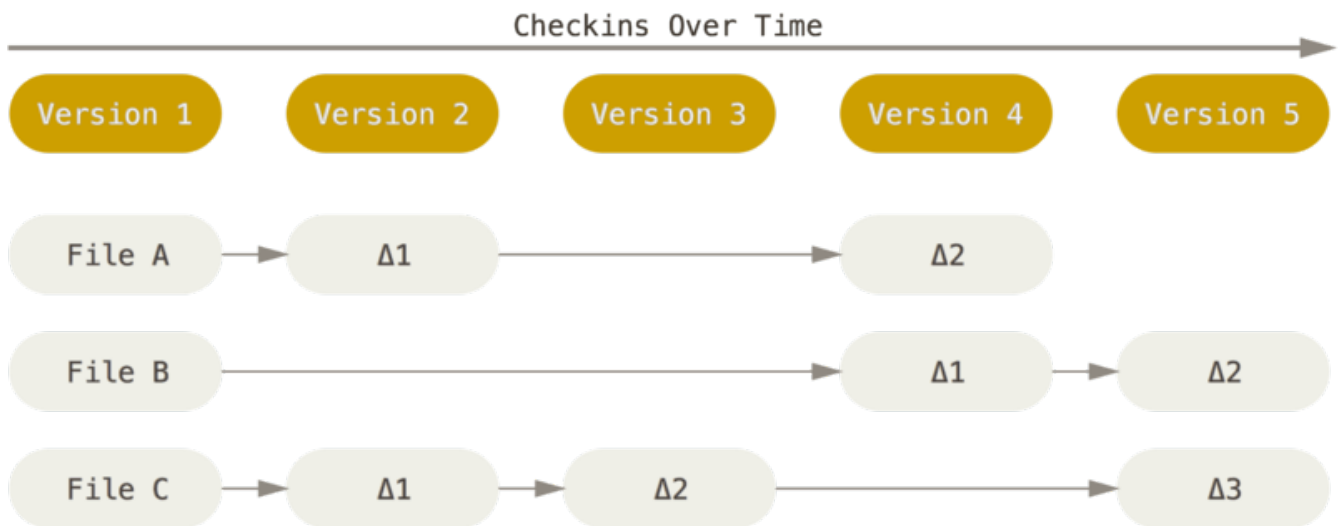 Checkins Over Time
Version 1 Version 2 Version 3 Version 4 Version 5
File A Δ1 Δ2
File B Δ1 Δ2
File C Δ1 Δ2 Δ3